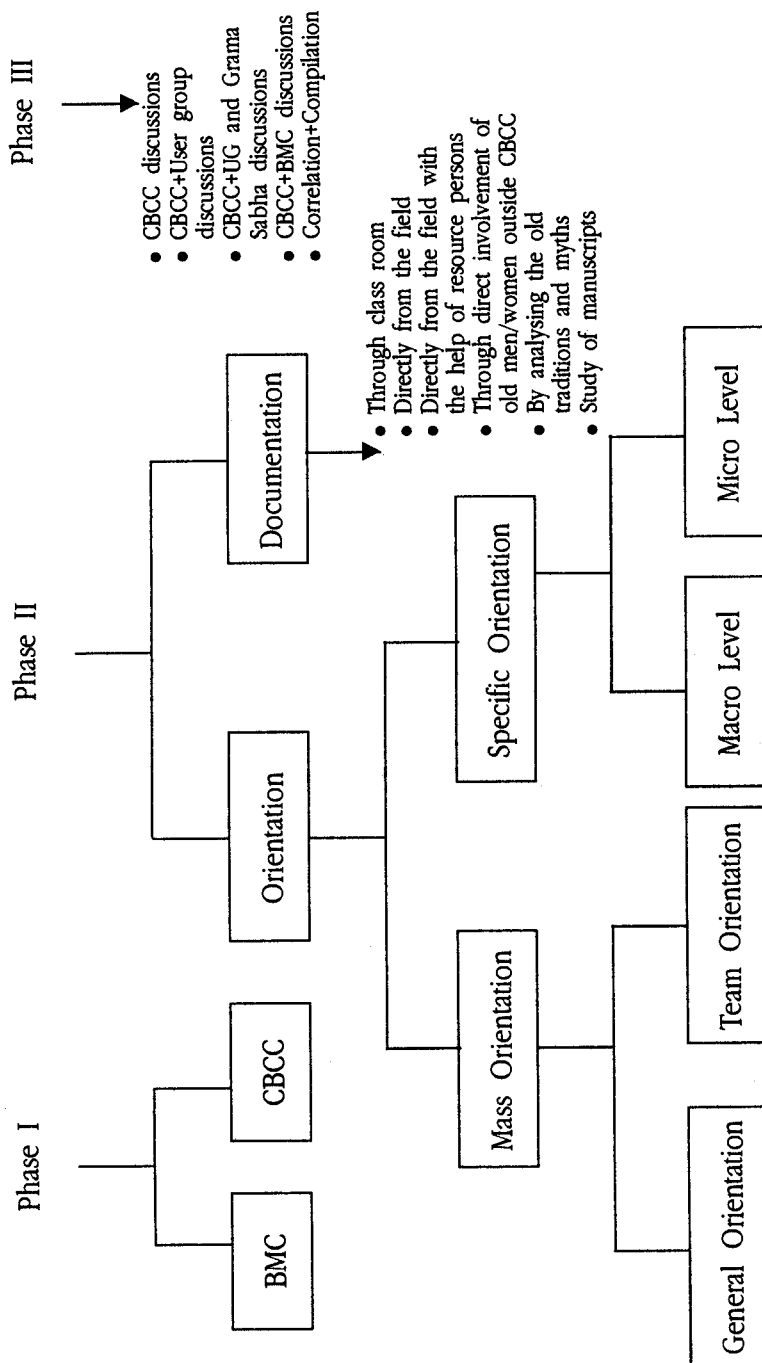 Phase I
BMC
CBCC
Phase II
Orientation
Documentation
Mass Orientation
Specific Orientation
General Orientation
Team Orientation
Macro Level
Micro Level
• Through class room
• Directly from the field
• Directly from the field with
the help of resource persons
• Through direct involvement of
old men/women outside CBCC
• By analysing the old
traditions and myths
• Study of manuscripts
Phase III
• CBCC discussions
• CBCC+User group
discussions
• CBCC+UG and Grama
Sabha discussions
• CBCC+BMC discussions
• Correlation+Compilation